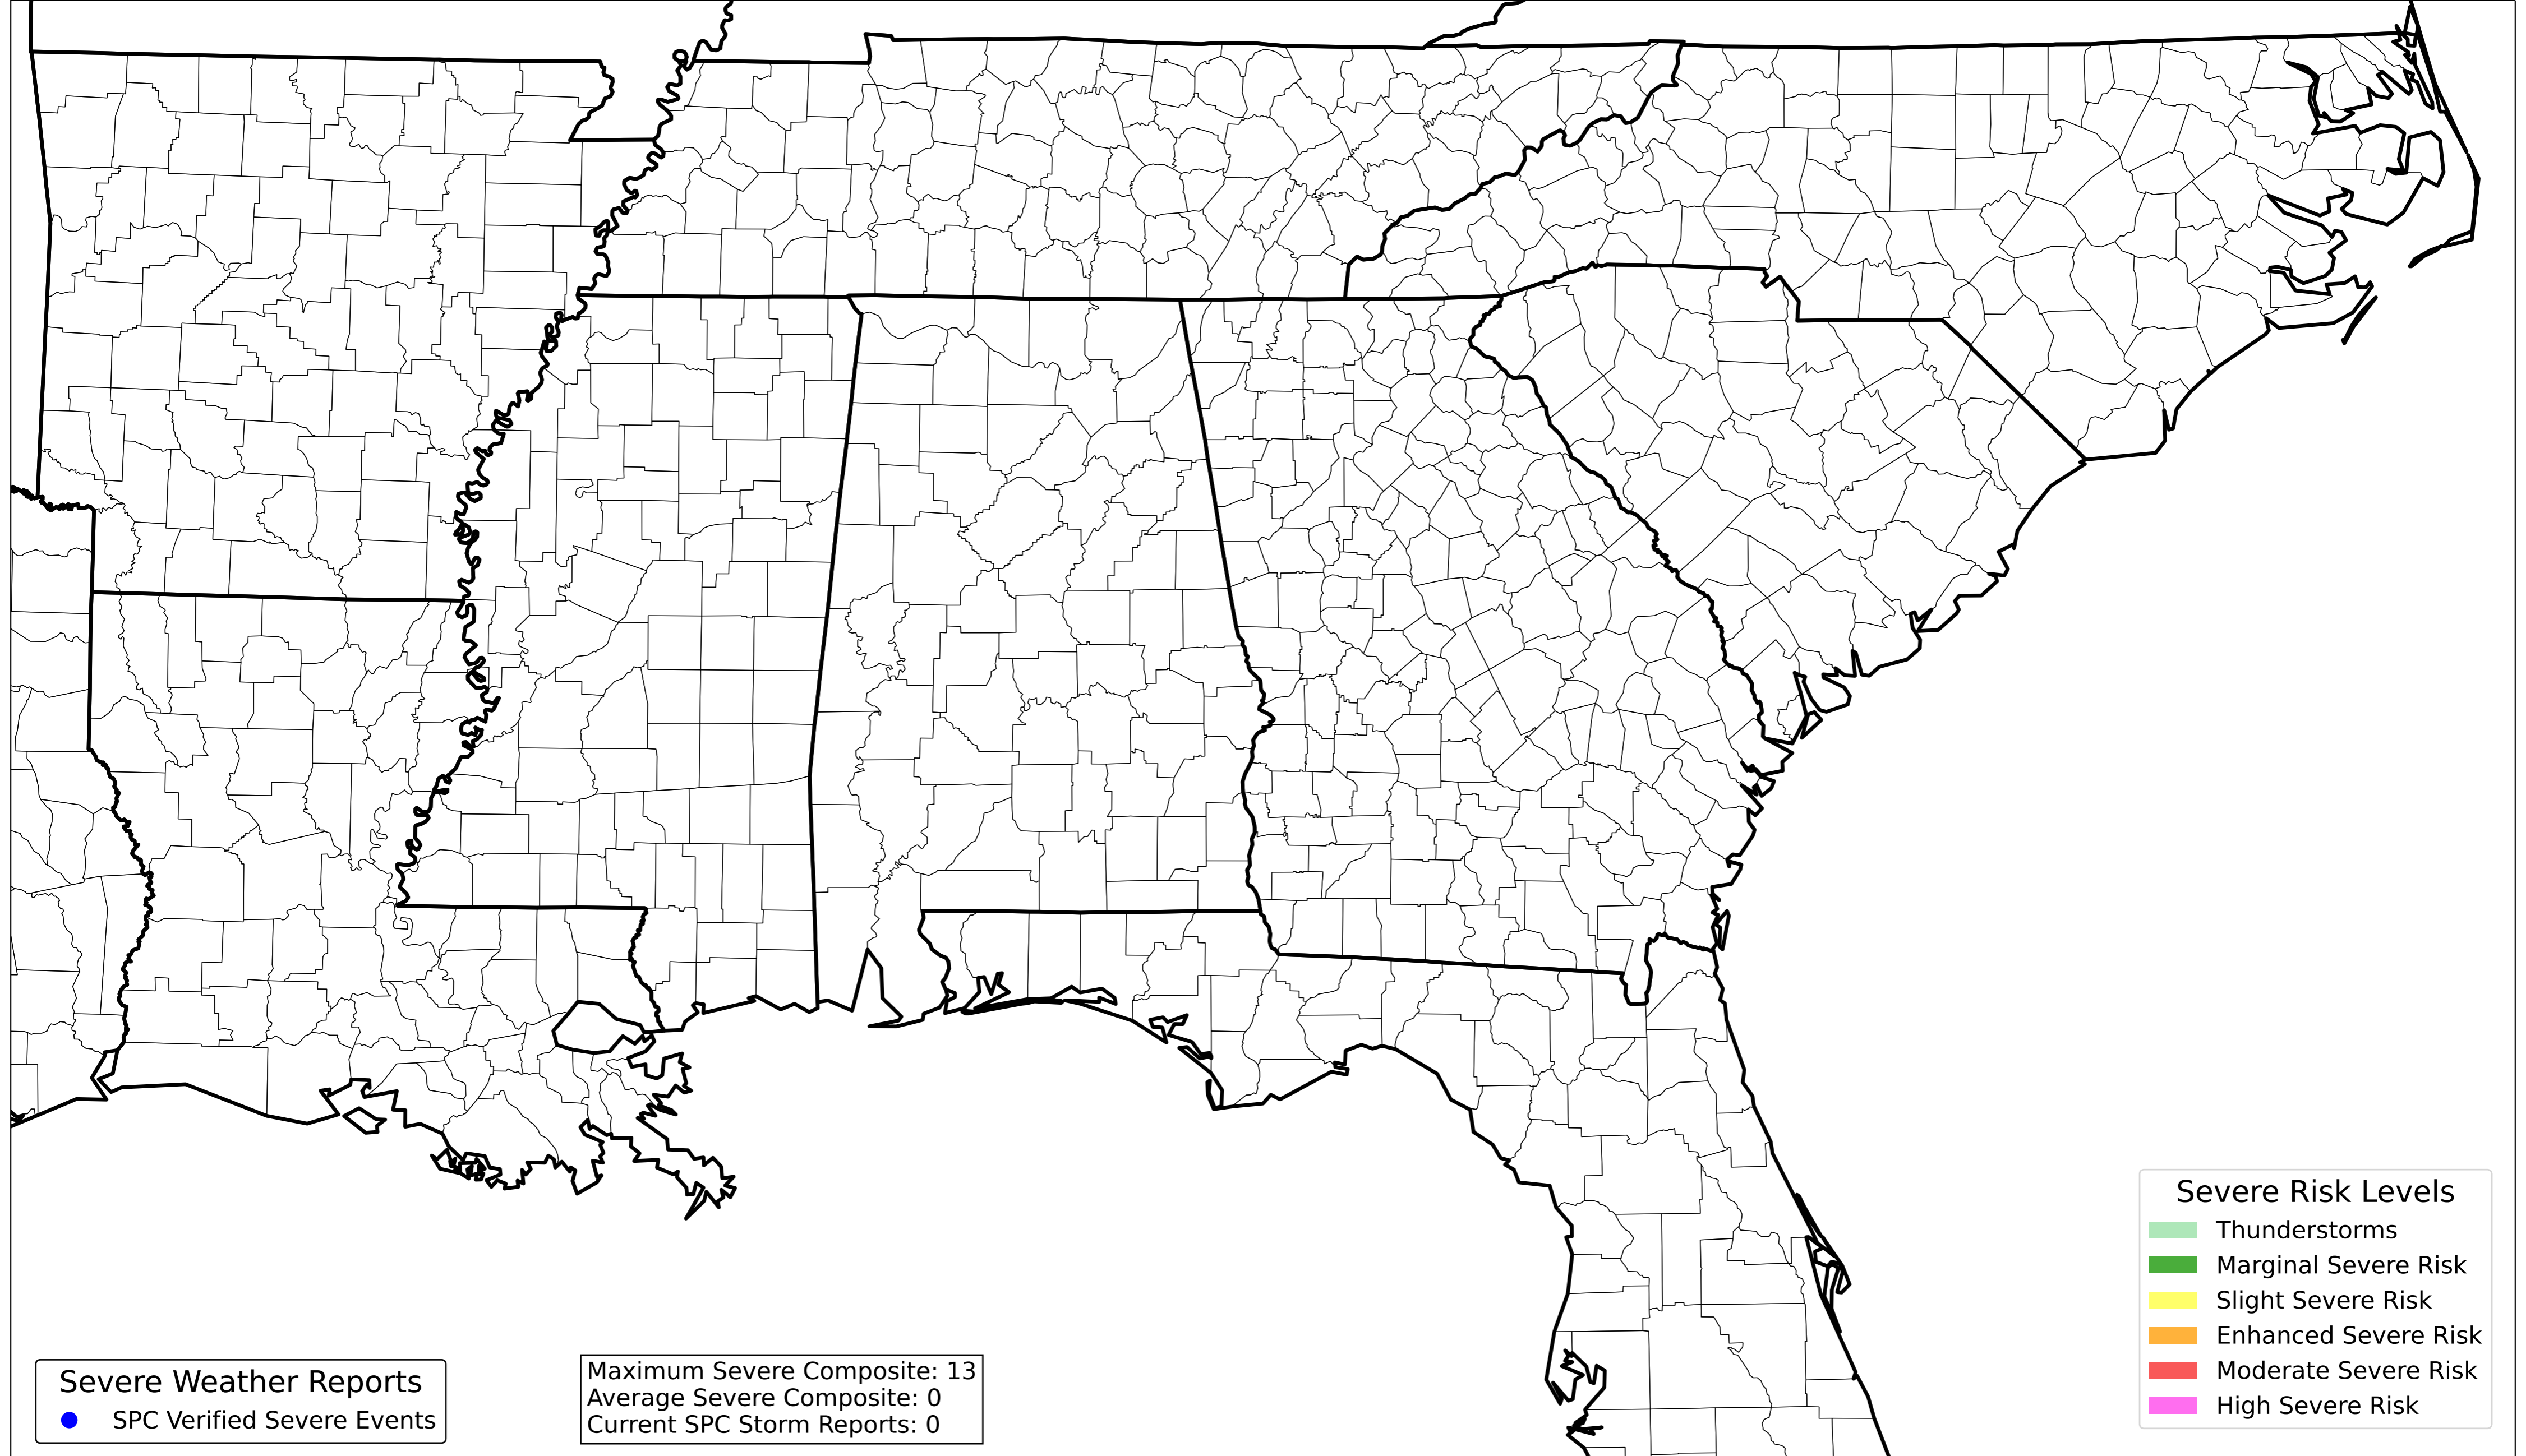 Severe Risk Levels
Thunderstorms
Marginal Severe Risk
Slight Severe Risk
Enhanced Severe Risk
Moderate Severe Risk
High Severe Risk
Severe Weather Reports
SPC Verified Severe Events
Maximum Severe Composite: 13
Average Severe Composite: 0
Current SPC Storm Reports: 0